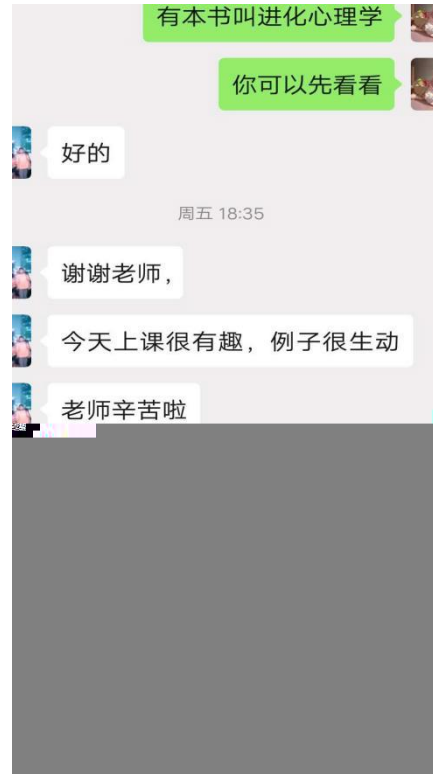 有本书叫进化心理学
你可以先看看
好的
周五 18:35
谢谢老师，
今天上课很有趣，例子很生动
老师辛苦啦